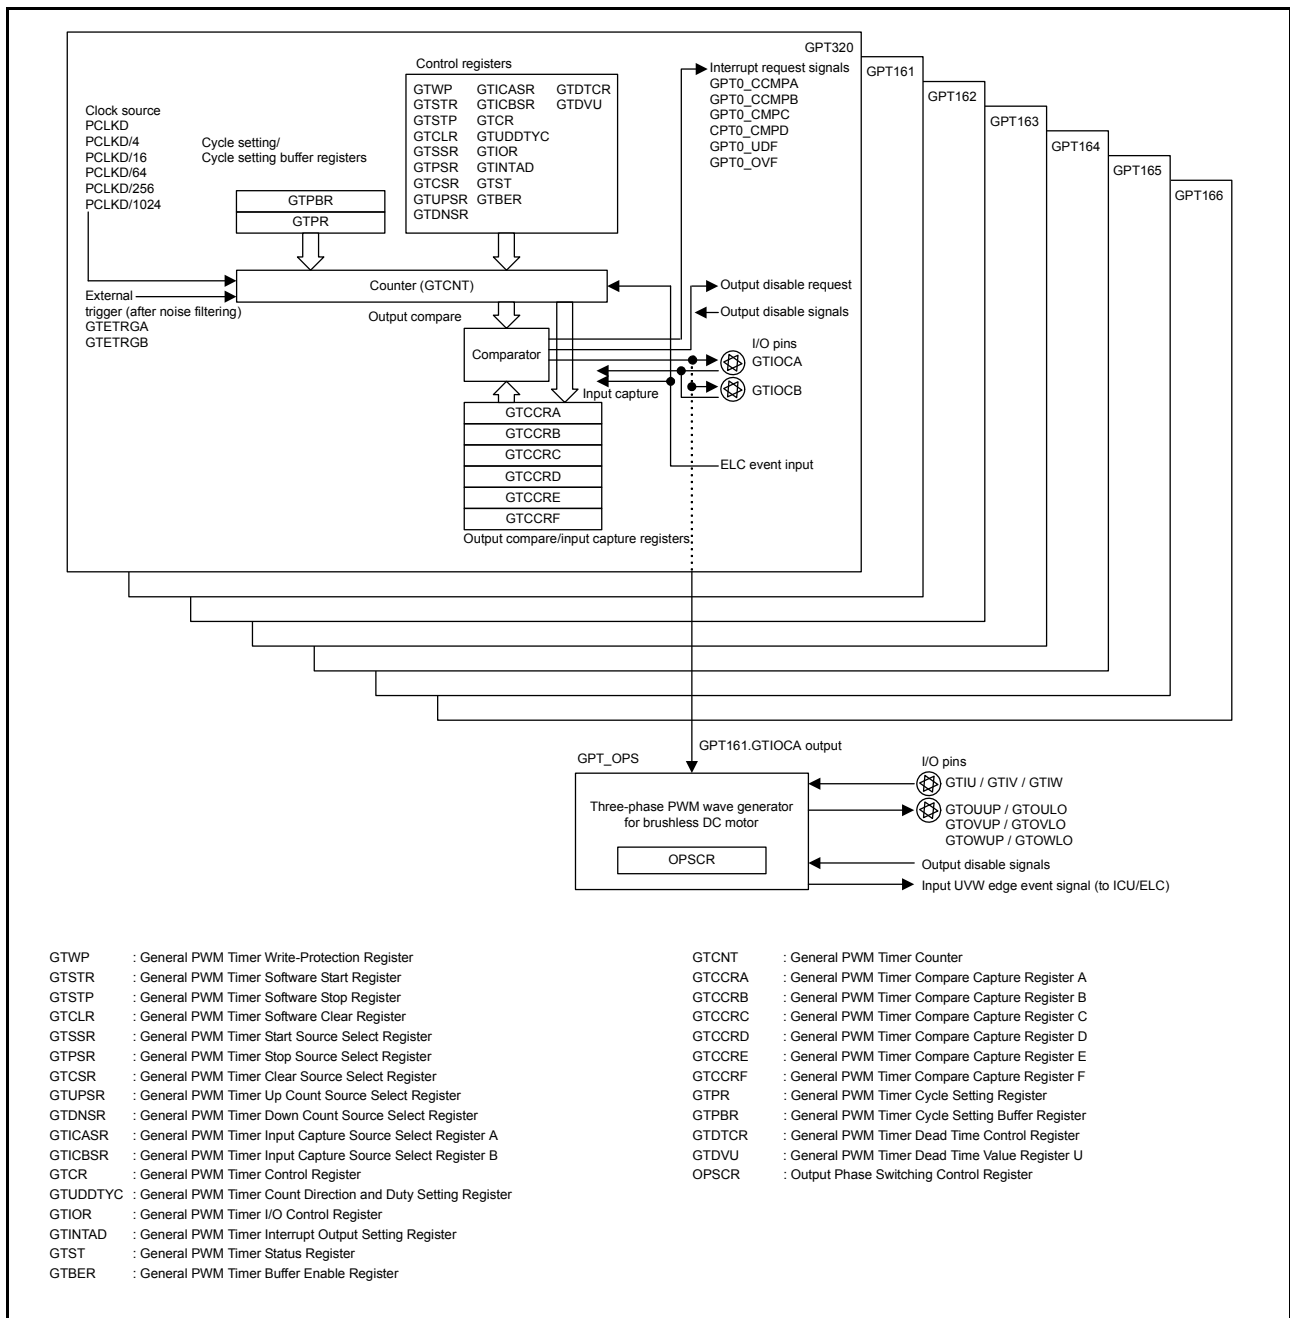 GPT320
GPT161
GPT162
GPT163
GPT164
GPT165
GPT166
Control registers
GTWP GTICASR GTDTCR
GTSTR GTICBSR GTDVU
GTSTP GTCR
GTCLR GTUDDTYC
GTSSR GTIOR
GTPSR GTINTAD
GTCSR GTST
GTUPSR GTBER
GTDNSR
Interrupt request signals
GPT0_CCMPA
GPT0_CCMPB
GPT0_CMPC
CPT0_CMPD
GPT0_UDF
GPT0_OVF
Clock source
PCLKD
PCLKD/4
PCLKD/16
PCLKD/64
PCLKD/256
PCLKD/1024
Cycle setting/
Cycle setting buffer registers
GTPBR
GTPR
Counter (GTCNT)
External
trigger (after noise filtering)
GTETRGA
GTETRGB
Output compare
Comparator
Output disable request
Output disable signals
I/O pins
GTIOCA
GTIOCB
Input capture
GTCCRA
GTCCRB
GTCCRC
GTCCRD
GTCCRE
GTCCRF
Output compare/input capture registers
ELC event input
GPT161.GTIOCA output
GPT_OPS
Three-phase PWM wave generator
for brushless DC motor
OPSCR
I/O pins
GTIU / GTIV / GTIW
GTOUUP / GTOULO
GTOVUP / GTOVLO
GTOWUP / GTOWLO
Output disable signals
Input UVW edge event signal (to ICU/ELC)
GTWP : General PWM Timer Write-Protection Register
GTSTR : General PWM Timer Software Start Register
GTSTP : General PWM Timer Software Stop Register
GTCLR : General PWM Timer Software Clear Register
GTSSR : General PWM Timer Start Source Select Register
GTPSR : General PWM Timer Stop Source Select Register
GTCSR : General PWM Timer Clear Source Select Register
GTUPSR : General PWM Timer Up Count Source Select Register
GTDNSR : General PWM Timer Down Count Source Select Register
GTICASR : General PWM Timer Input Capture Source Select Register A
GTICBSR : General PWM Timer Input Capture Source Select Register B
GTCR : General PWM Timer Control Register
GTUDDTYC : General PWM Timer Count Direction and Duty Setting Register
GTIOR : General PWM Timer I/O Control Register
GTINTAD : General PWM Timer Interrupt Output Setting Register
GTST : General PWM Timer Status Register
GTBER : General PWM Timer Buffer Enable Register
GTCNT : General PWM Timer Counter
GTCCRA : General PWM Timer Compare Capture Register A
GTCCRB : General PWM Timer Compare Capture Register B
GTCCRC : General PWM Timer Compare Capture Register C
GTCCRD : General PWM Timer Compare Capture Register D
GTCCRE : General PWM Timer Compare Capture Register E
GTCCRF : General PWM Timer Compare Capture Register F
GTPR : General PWM Timer Cycle Setting Register
GTPBR : General PWM Timer Cycle Setting Buffer Register
GTDTCR : General PWM Timer Dead Time Control Register
GTDVU : General PWM Timer Dead Time Value Register U
OPSCR : Output Phase Switching Control Register